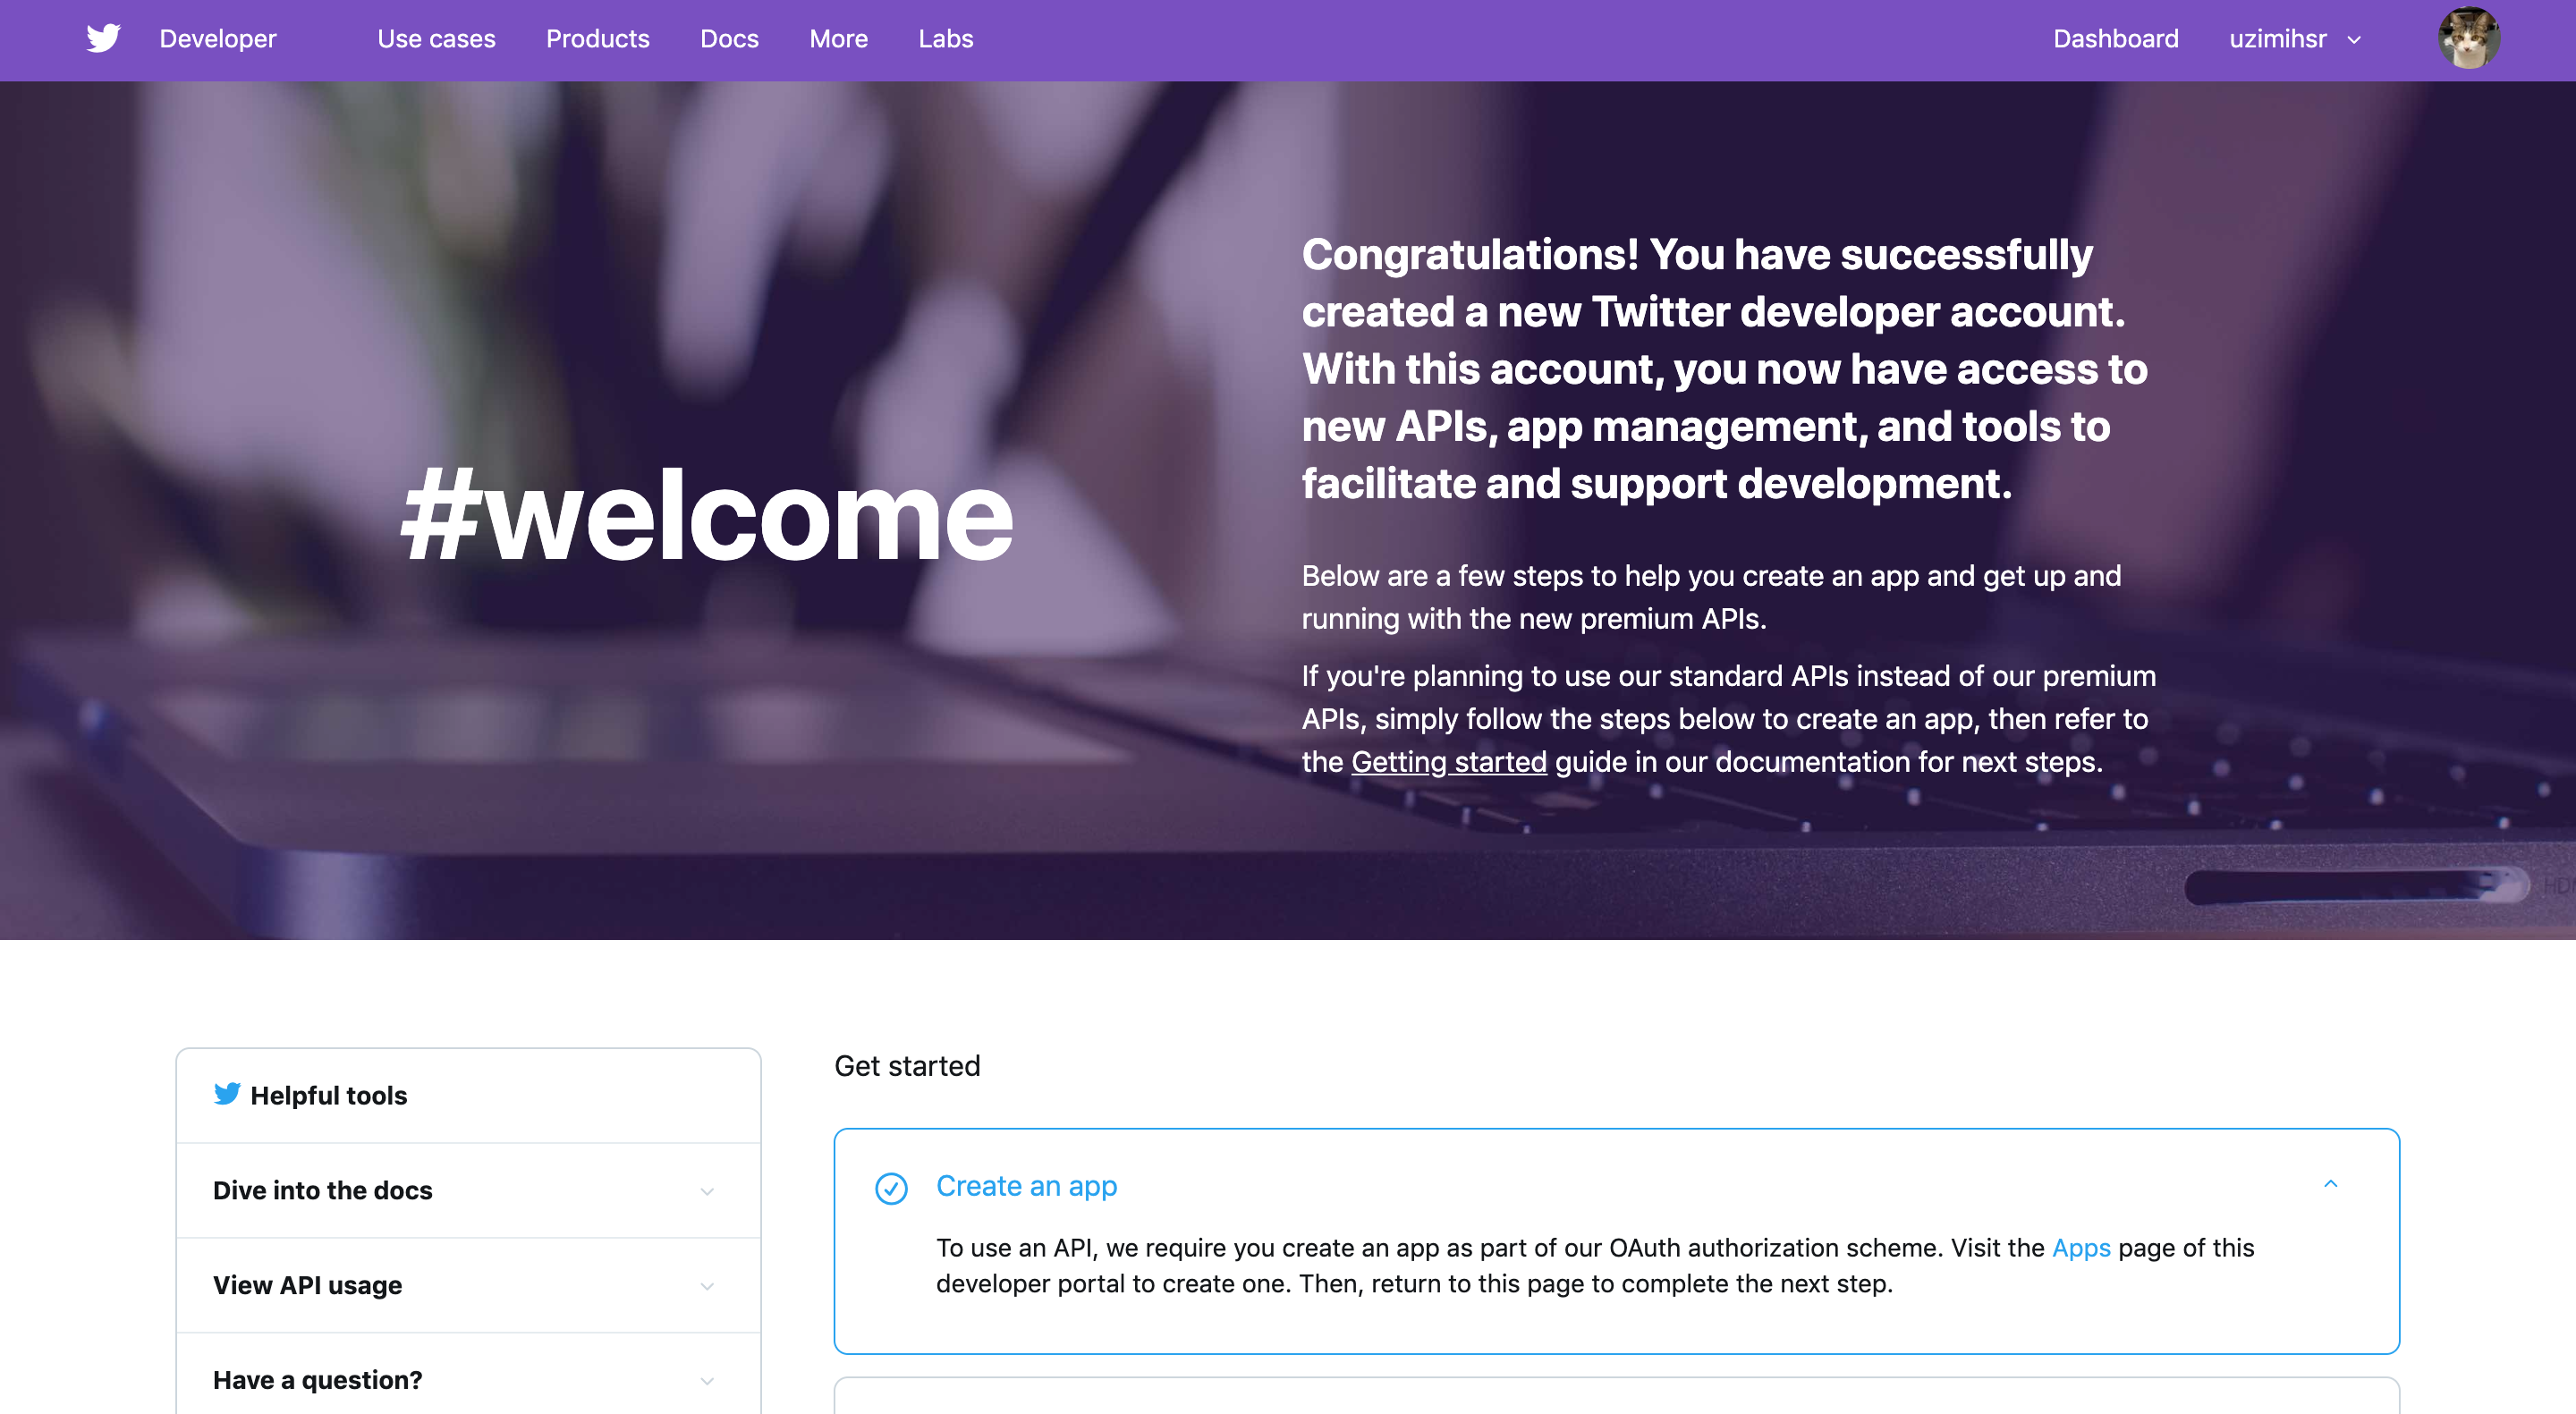 Developer
Use cases
Products
Docs
More
Labs
Dashboard
uzimihsr
#welcome
Congratulations! You have successfully
created a new Twitter developer account.
With this account, you now have access to
new APIs, app management, and tools to
facilitate and support development.
Below are a few steps to help you create an app and get up and
running with the new premium APIs.
If you're planning to use our standard APIs instead of our premium
APIs, simply follow the steps below to create an app, then refer to
the Getting started guide in our documentation for next steps.
Helpful tools
Dive into the docs
View API usage
Have a question?
Get started
Create an app
To use an API, we require you create an app as part of our OAuth authorization scheme. Visit the Apps page of this
developer portal to create one. Then, return to this page to complete the next step.